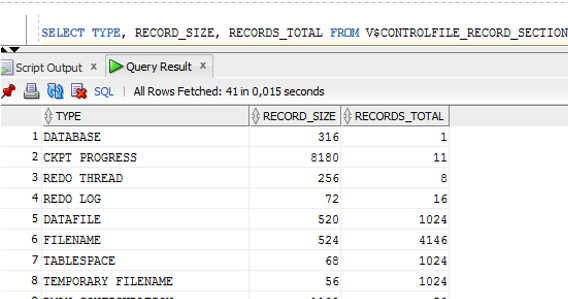 SELECT TYPE, RECORD_SIZE, RECORDS_TOTAL FROM V$CONTROLFILE_RECORD_SECTION
Script Output x Query Result x
SQL | All Rows Fetched: 41 in 0,015 seconds
TYPE RECORD_SIZE RECORDS_TOTAL
1 DATABASE 316 1
2 CKPT PROGRESS 8180 11
3 REDO THREAD 256 8
4 REDO LOG 72 16
5 DATAFILE 520 1024
6 FILENAME 524 4146
7 TABLESPACE 68 1024
8 TEMPORARY FILENAME 56 1024